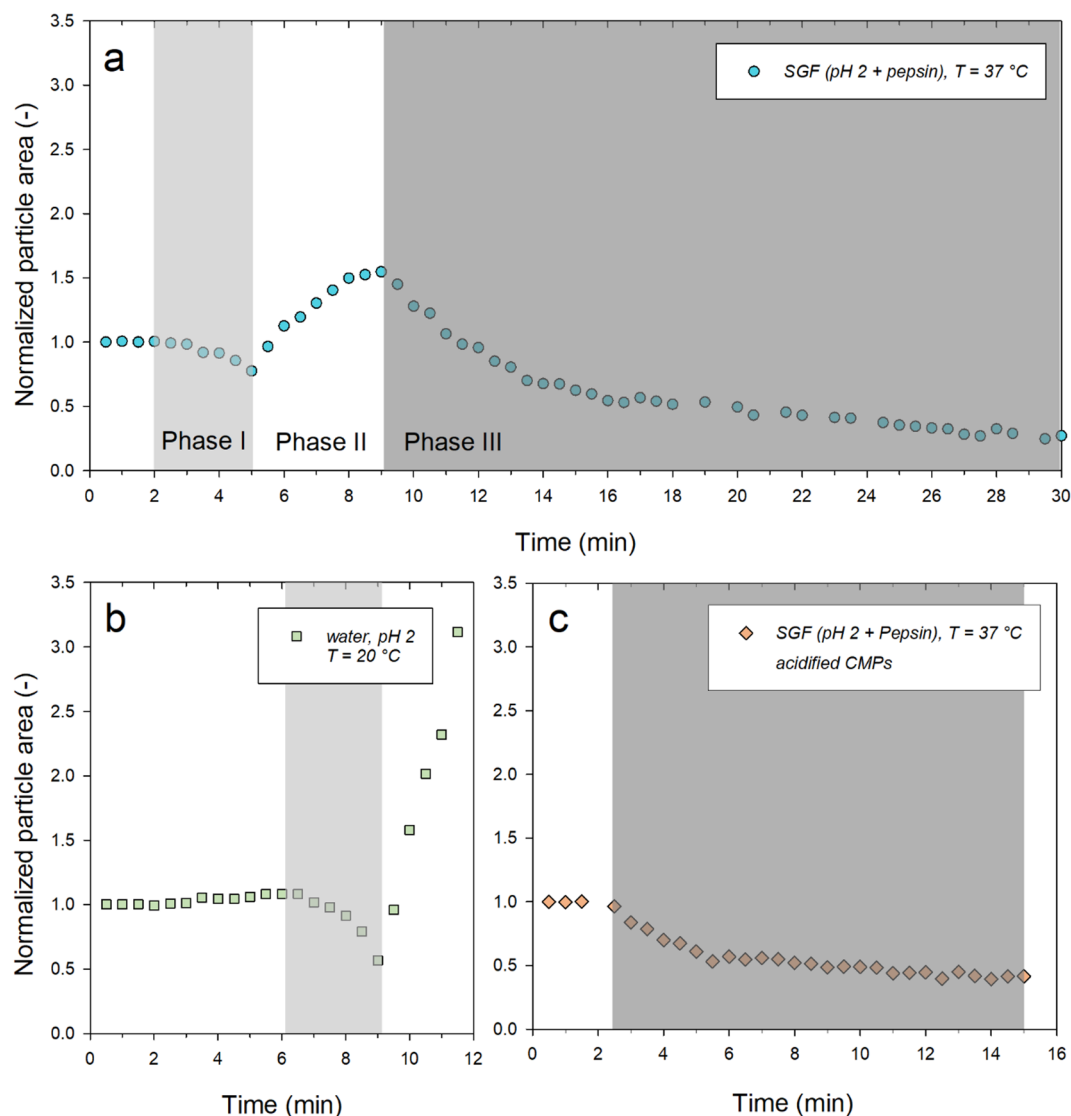 a
SGF (pH 2 + pepsin), T = 37 °C
Normalized particle area (-)
3.5
3.0
2.5
2.0
1.5
1.0
0.5
0.0
Phase I
Phase II
Phase III
0 2 4 6 8 10 12 14 16 18 20 22 24 26 28 30
Time (min)
b
water, pH 2
T = 20 °C
Normalized particle area (-)
3.5
3.0
2.5
2.0
1.5
1.0
0.5
0.0
0 2 4 6 8 10 12
Time (min)
c
SGF (pH 2 + Pepsin), T = 37 °C
acidified CMPs
3.5
3.0
2.5
2.0
1.5
1.0
0.5
0.0
0 2 4 6 8 10 12 14 16
Time (min)